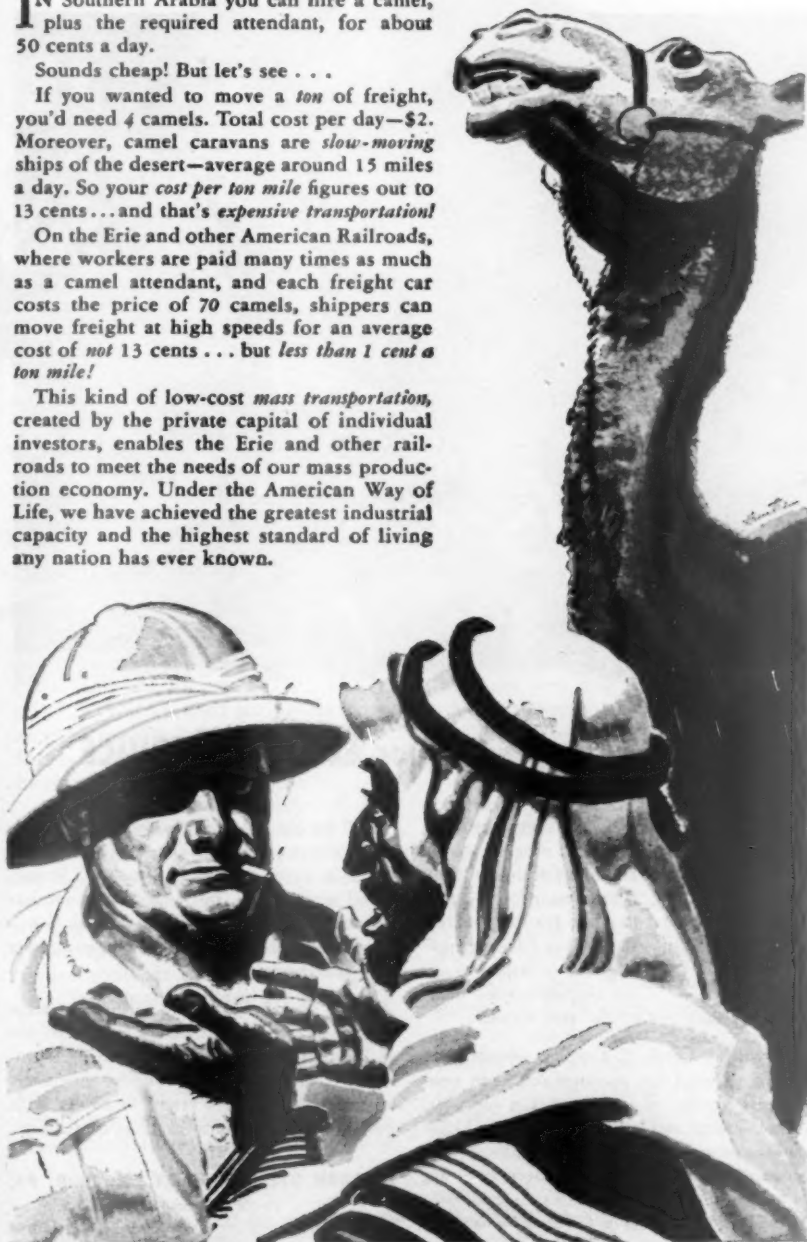 IN Southern Arabia you can hire a camel,
plus the required attendant, for about
50 cents a day.
Sounds cheap! But let's see . . .
If you wanted to move a ton of freight,
you'd need 4 camels. Total cost per day—$2.
Moreover, camel caravans are slow-moving
ships of the desert—average around 15 miles
a day. So your cost per ton mile figures out to
13 cents...and that's expensive transportation!
On the Erie and other American Railroads,
where workers are paid many times as much
as a camel attendant, and each freight car
costs the price of 70 camels, shippers can
move freight at high speeds for an average
cost of not 13 cents . . . but less than 1 cent a
ton mile!
This kind of low-cost mass transportation,
created by the private capital of individual
investors, enables the Erie and other rail-
roads to meet the needs of our mass produc-
tion economy. Under the American Way of
Life, we have achieved the greatest industrial
capacity and the highest standard of living
any nation has ever known.